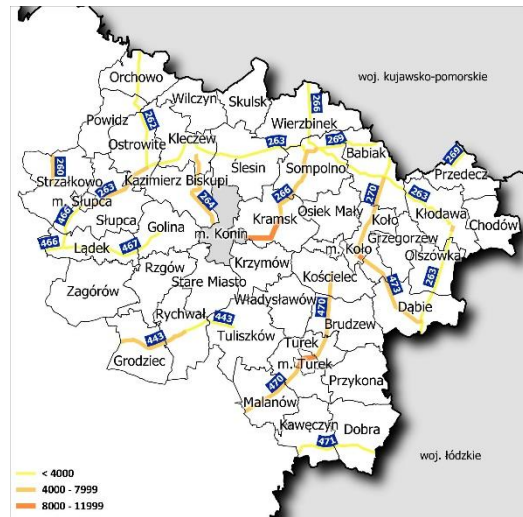 Orchowo
woj. kujawsko-pomorskie
Wilczyn
Skulsk
266
Powidz
262
Wierzbinek
Ostrowite
Kleczew
263
269
Babiak
269
260
Ślesin
Sompolno
Przedecz
Strzałkowo
263
Kazimierz Biskupi
270
263
m. Słupca
264
266
Osiek Mały
Koło
Kłodawa
466
Słupca
Golina
Kramsk
Chodów
466
Lądek
467
m. Konin
m. Koło
Grzegorzew
Olszówka
Rzgów
Krzymów
Kościelec
263
Zagórów
Stare Miasto
473
Władysławów
470
Dąbie
Rychwał
443
Brudzew
443
Tuliszków
Turek
Grodziec
m. Turek
470
Przykona
Malanów
Kawęczyn
Dobra
471
woj. łódzkie
< 4000
4000 - 7999
8000 - 11999